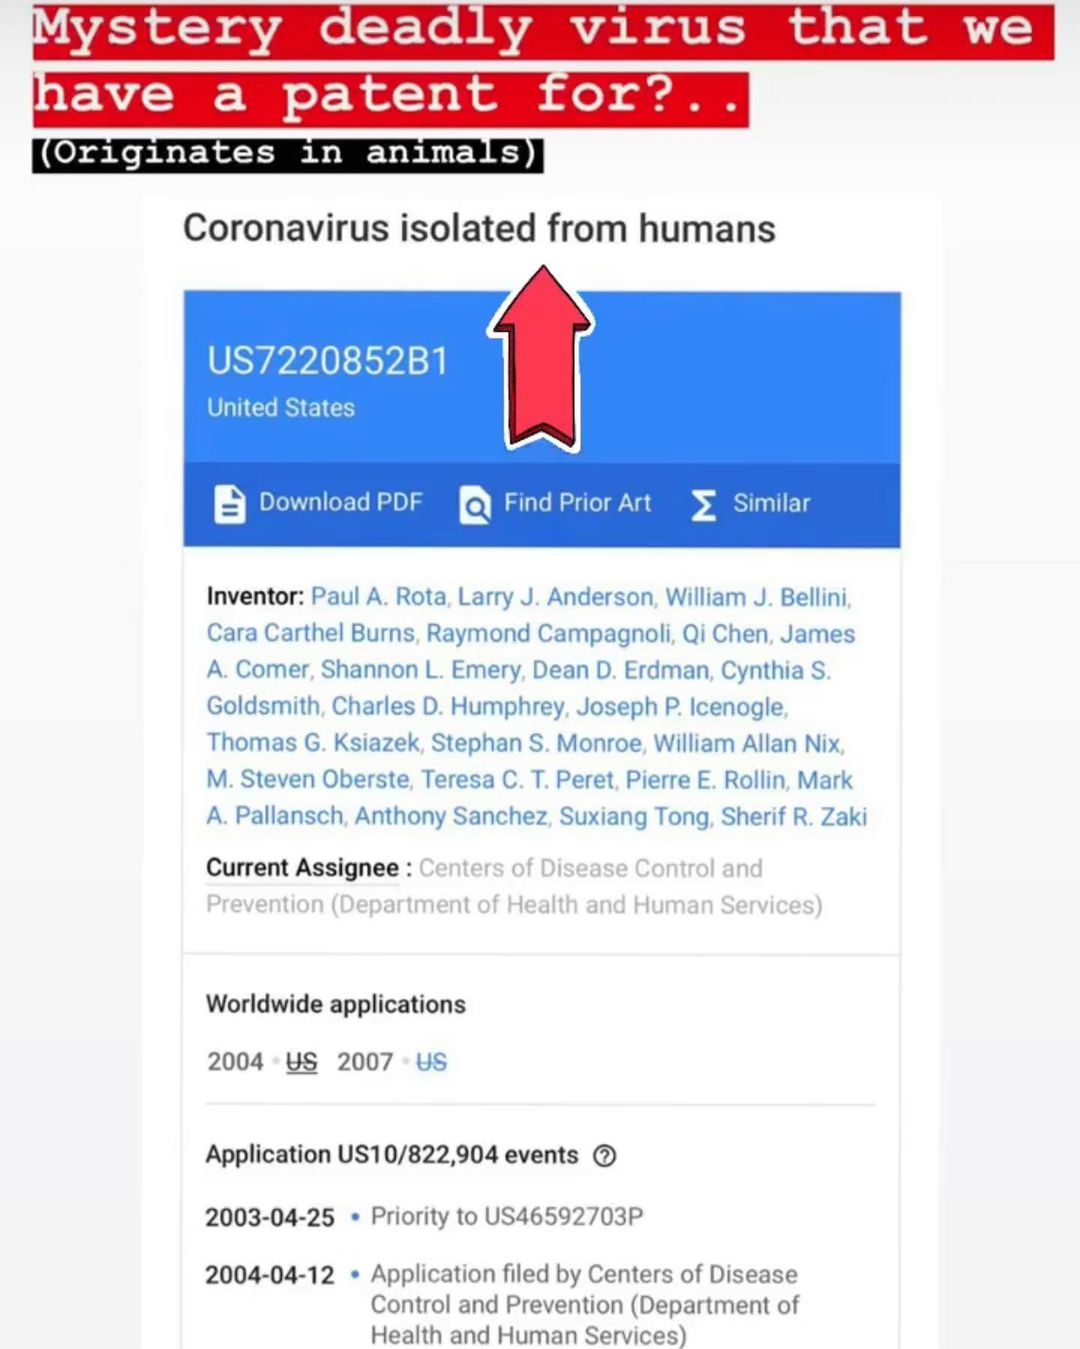 Mystery deadly virus that we
have a patent for?..
(Originates in animals)
Coronavirus isolated from humans
US7220852B1
United States
Download PDF Find Prior Art Similar
Inventor: Paul A. Rota, Larry J. Anderson, William J. Bellini,
Cara Carthel Burns, Raymond Campagnoli, Qi Chen, James
A. Comer, Shannon L. Emery, Dean D. Erdman, Cynthia S.
Goldsmith, Charles D. Humphrey, Joseph P. Icenogle,
Thomas G. Ksiazek, Stephan S. Monroe, William Allan Nix,
M. Steven Oberste, Teresa C. T. Peret, Pierre E. Rollin, Mark
A. Pallansch, Anthony Sanchez, Suxiang Tong, Sherif R. Zaki
Current Assignee : Centers of Disease Control and
Prevention (Department of Health and Human Services)
Worldwide applications
2004 • US 2007 • US
Application US10/822,904 events
2003-04-25 • Priority to US46592703P
2004-04-12 • Application filed by Centers of Disease
Control and Prevention (Department of
Health and Human Services)